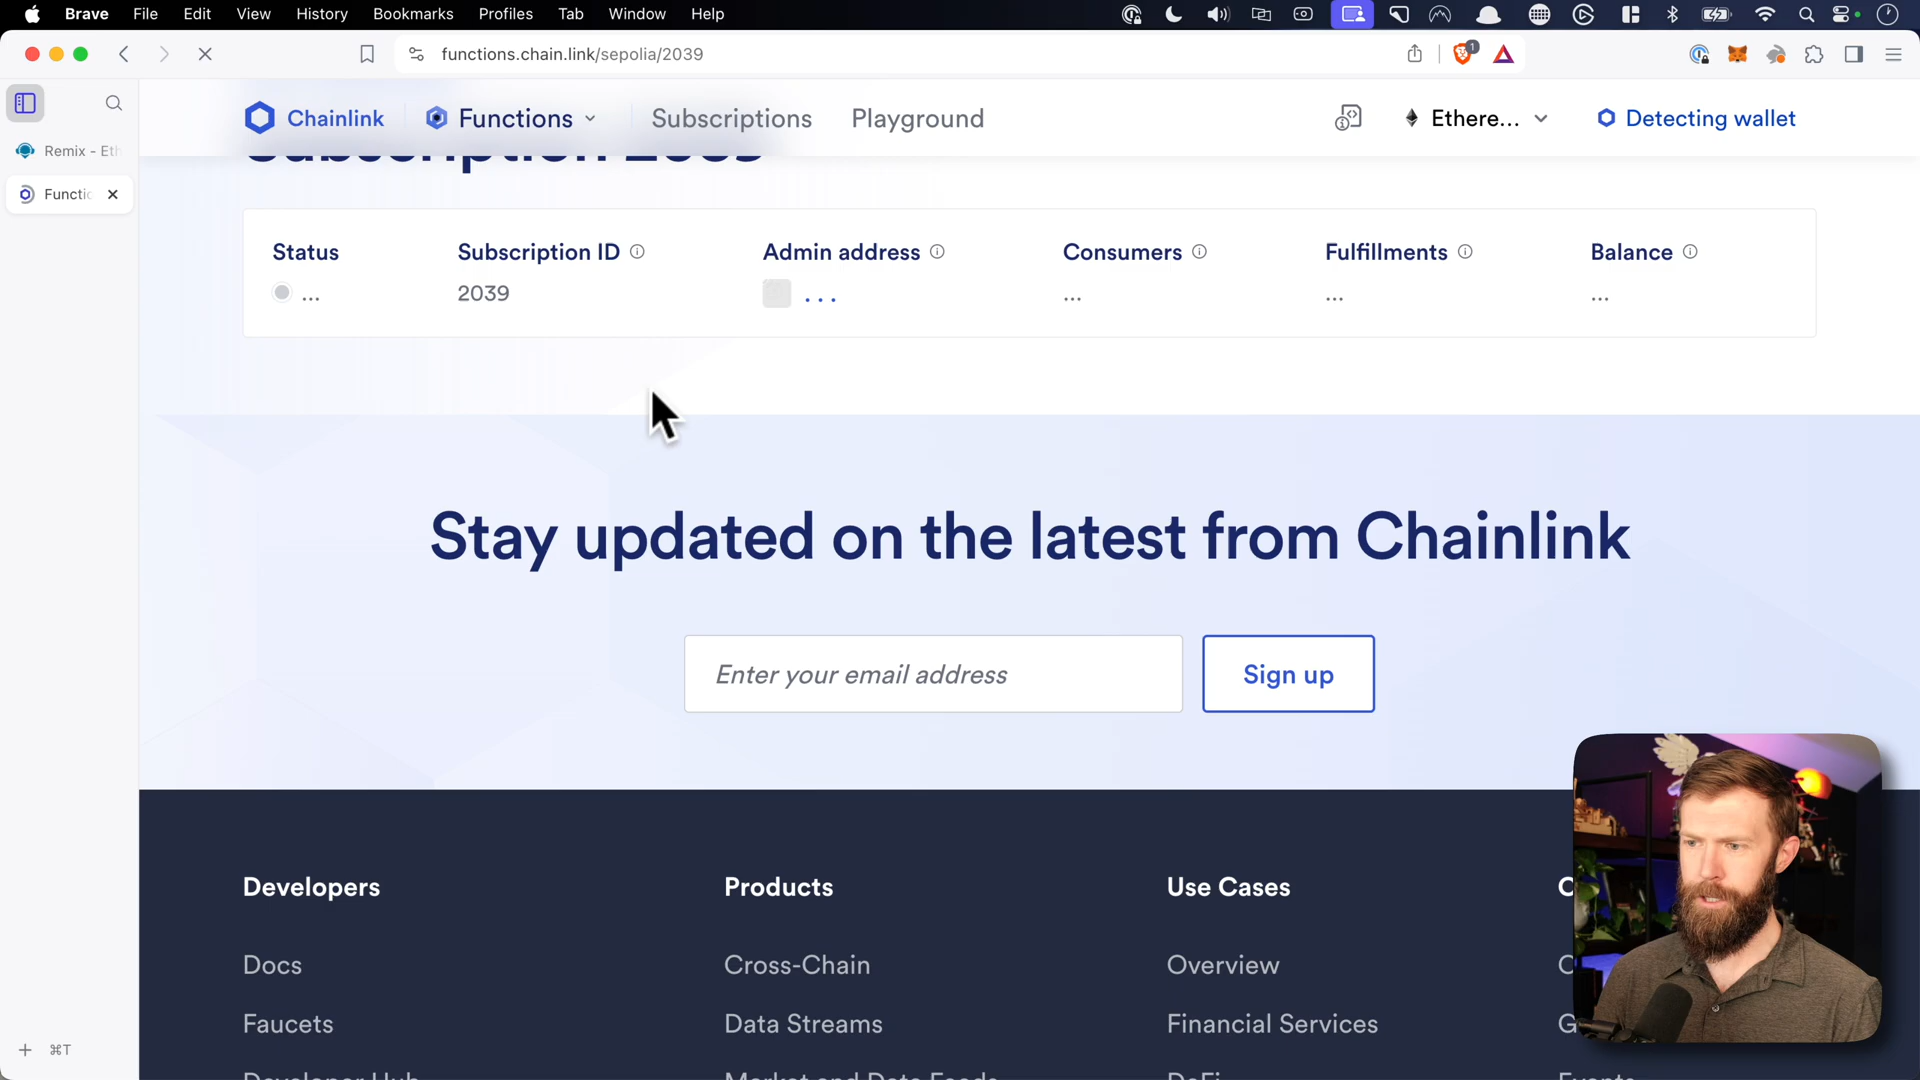 Brave File Edit View History Bookmarks Profiles Tab Window Help
functions.chain.link/sepolia/2039
1
Chainlink Functions Subscriptions Playground Ethere... Detecting wallet
Remix - Eth
Functio
Status Subscription ID Admin address Consumers Fulfillments Balance
... 2039 ... ... ... ...
Stay updated on the latest from Chainlink
Enter your email address Sign up
Developers Products Use Cases
Docs Cross-Chain Overview
Faucets Data Streams Financial Services
+ ⌘T